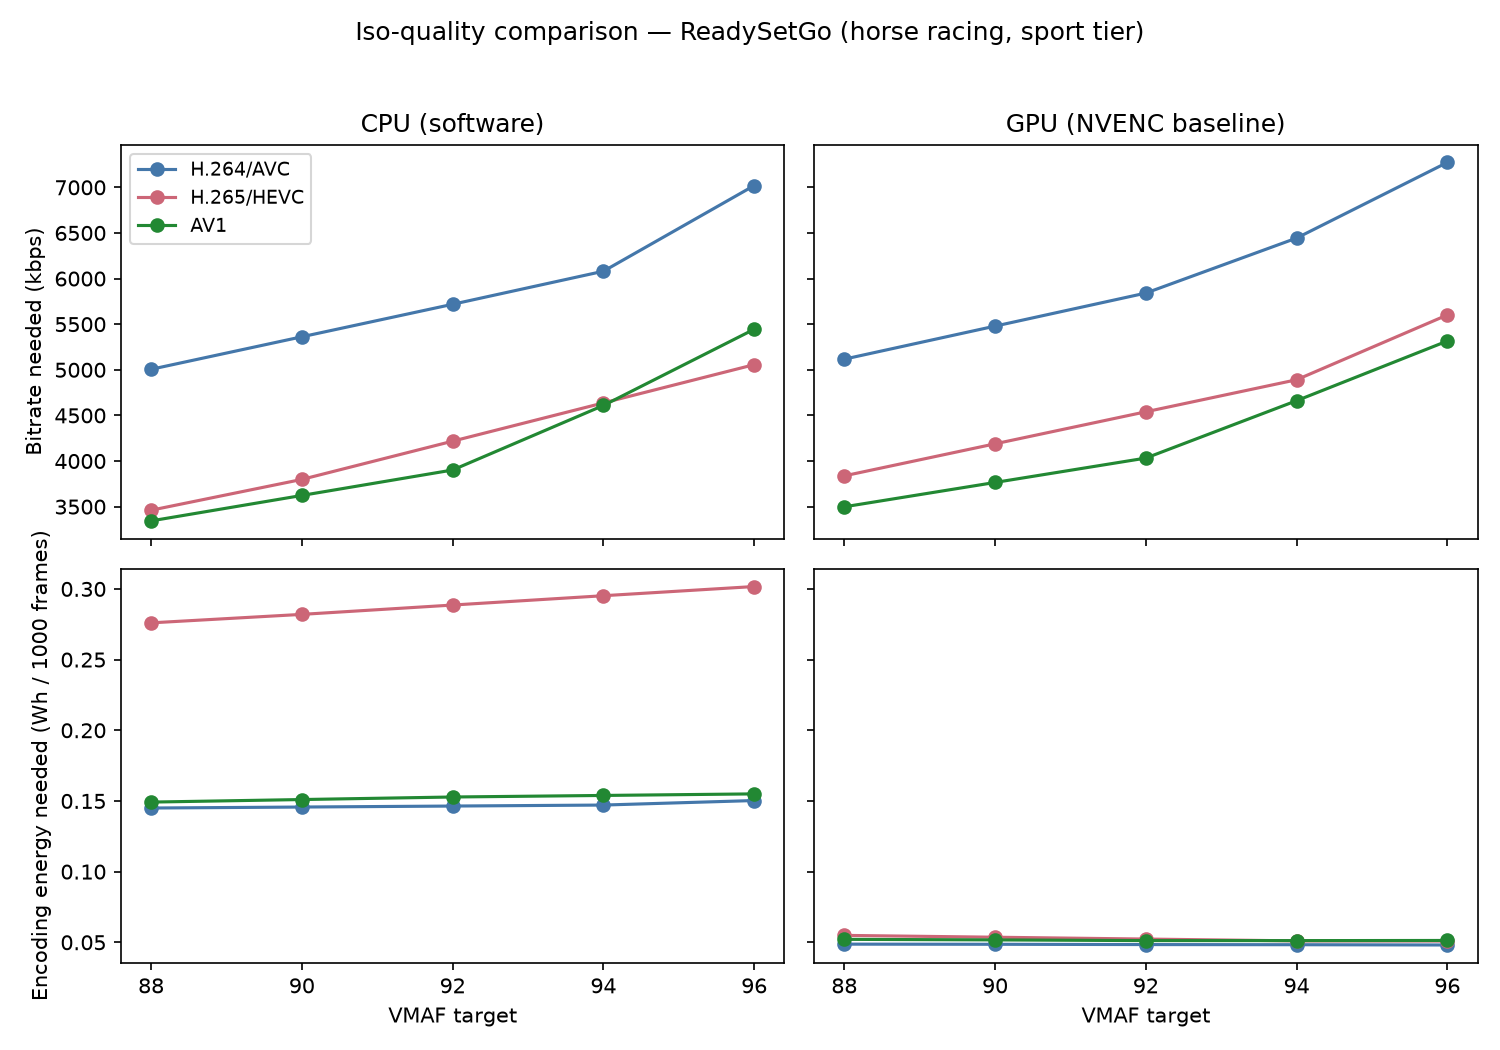 Iso-quality comparison — ReadySetGo (horse racing, sport tier)
CPU (software)
GPU (NVENC baseline)
H.264/AVC
H.265/HEVC
AV1
Bitrate needed (kbps)
7000
6500
6000
5500
5000
4500
4000
3500
Encoding energy needed (Wh / 1000 frames)
0.30
0.25
0.20
0.15
0.10
0.05
88 90 92 94 96
88 90 92 94 96
VMAF target
VMAF target